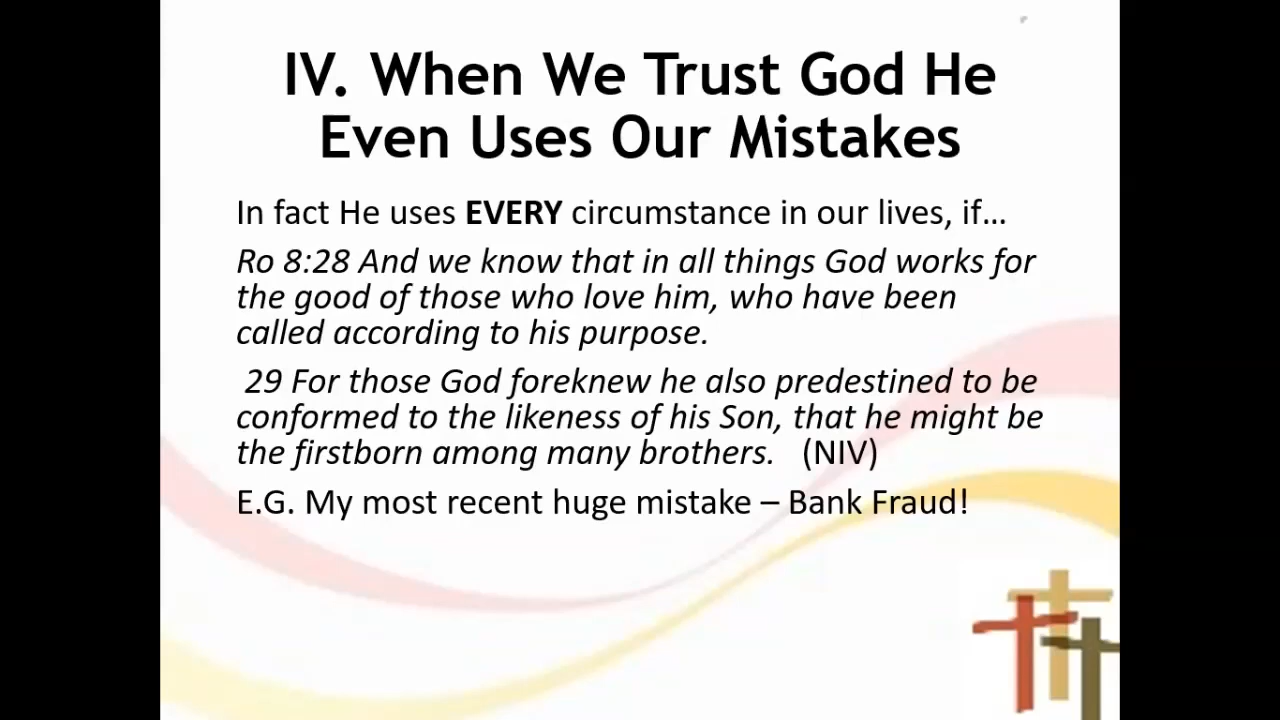 IV. When We Trust God He
Even Uses Our Mistakes
In fact He uses EVERY circumstance in our lives, if…
Ro 8:28 And we know that in all things God works for
the good of those who love him, who have been
called according to his purpose.
29 For those God foreknew he also predestined to be
conformed to the likeness of his Son, that he might be
the firstborn among many brothers. (NIV)
E.G. My most recent huge mistake – Bank Fraud!